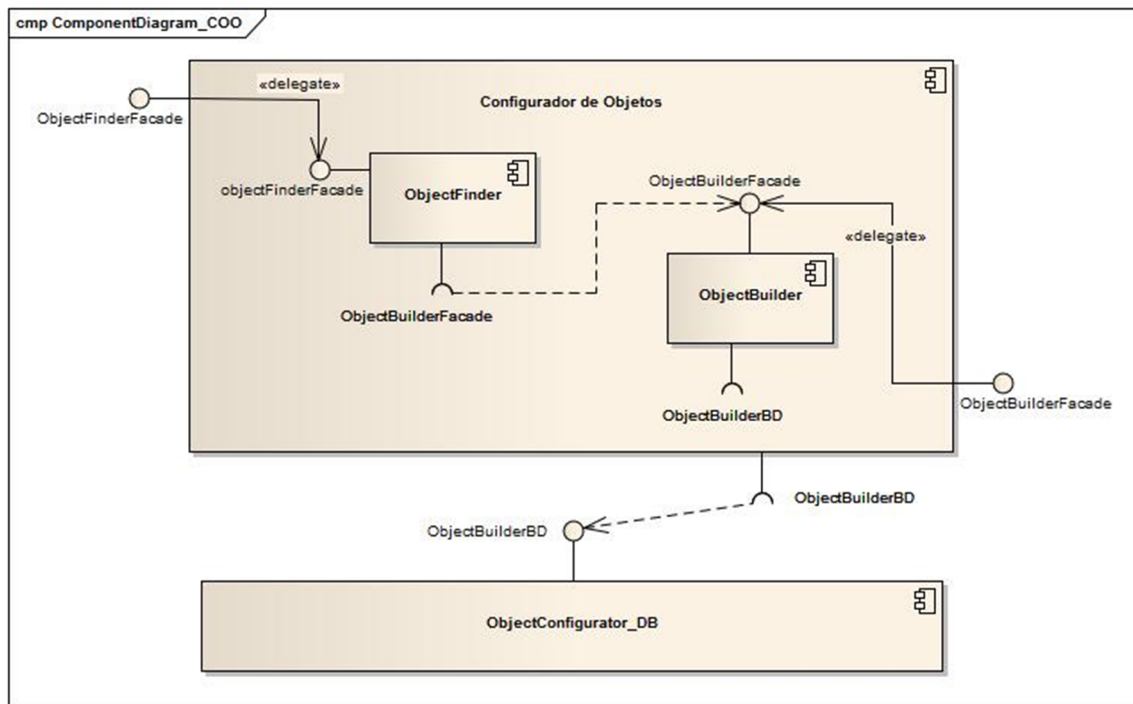 cmp ComponentDiagram_COO
«delegate»
Configurador de Objetos
ObjectFinderFacade
objectFinderFacade
ObjectFinder
ObjectBuilderFacade
«delegate»
ObjectBuilder
ObjectBuilderFacade
ObjectBuilderFacade
ObjectBuilderBD
ObjectBuilderBD
ObjectBuilderBD
ObjectConfigurator_DB